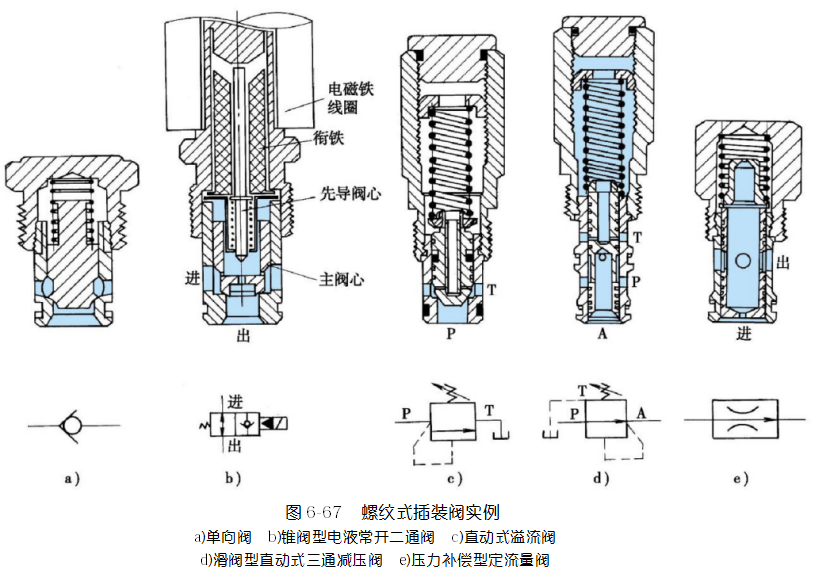 电磁铁
线圈
衔铁
先导阀心
主阀心
进
出
P
T
T
P
A
出
进
进
出
P
T
T
P
A
a)
b)
c)
d)
e)
图 6-67 螺纹式插装阀实例
a)单向阀 b)锥阀型电液常开二通阀 c)直动式溢流阀
d)滑阀型直动式三通减压阀 e)压力补偿型定流量阀